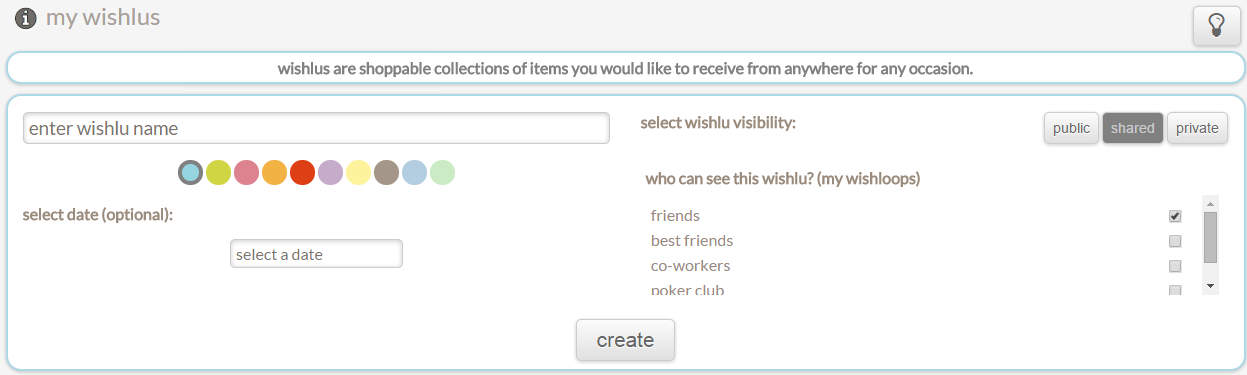 my wishlus
wishlus are shoppable collections of items you would like to receive from anywhere for any occasion.
enter wishlu name
select date (optional):
select a date
select wishlu visibility:
public shared private
who can see this wishlu? (my wishloops)
friends
best friends
co-workers
poker club
create